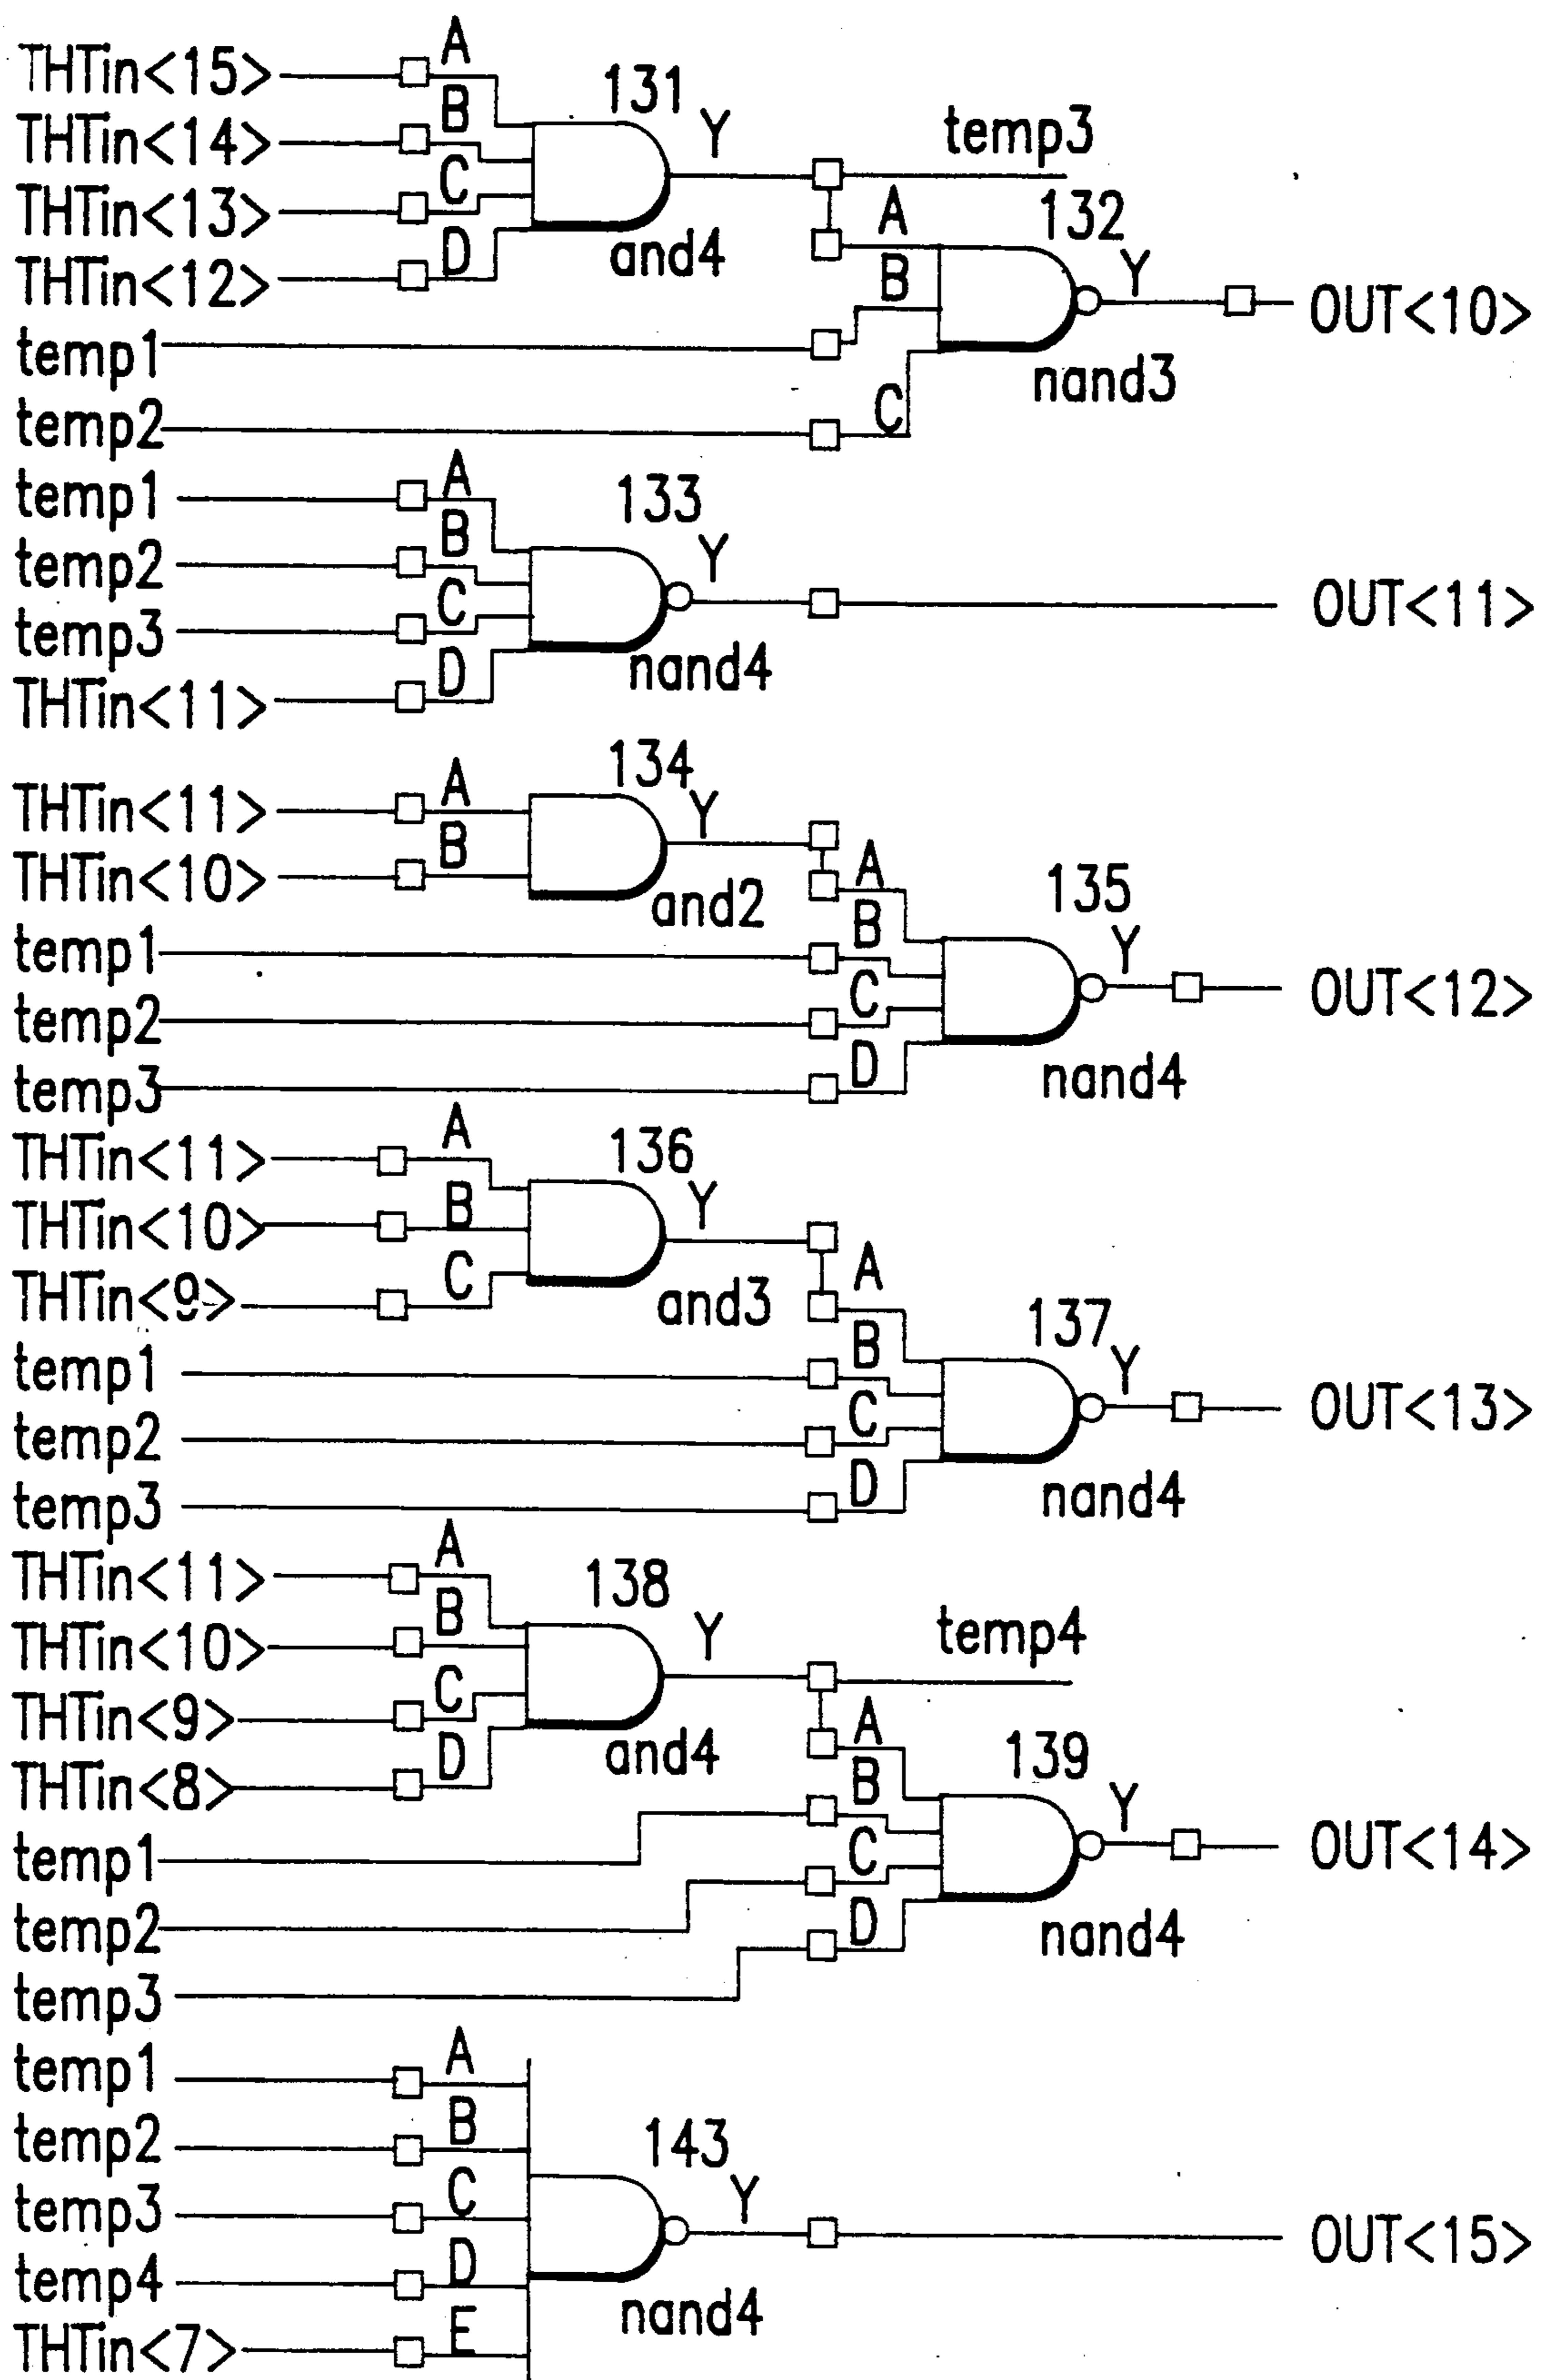 THTin<15> A 131
THTin<14> B Y temp3
THTin<13> C A 132
THTin<12> D and4 B Y OUT<10>
temp1 nand3
temp2 C
temp1 A 133
temp2 B Y
temp3 C OUT<11>
THTin<11> D nand4
THTin<11> A 134 Y
THTin<10> B and2 A 135
temp1 B Y
temp2 C OUT<12>
temp3 D nand4
THTin<11> A 136
THTin<10> B Y
THTin<9> C and3 A 137
temp1 B Y
temp2 C OUT<13>
temp3 D nand4
THTin<11> A 138
THTin<10> B Y temp4
THTin<9> C A
THTin<8> D and4 B 139 Y
temp1 C OUT<14>
temp2 D nand4
temp3
temp1 A
temp2 B 143
temp3 C Y OUT<15>
temp4 D nand4
THTin<7> E